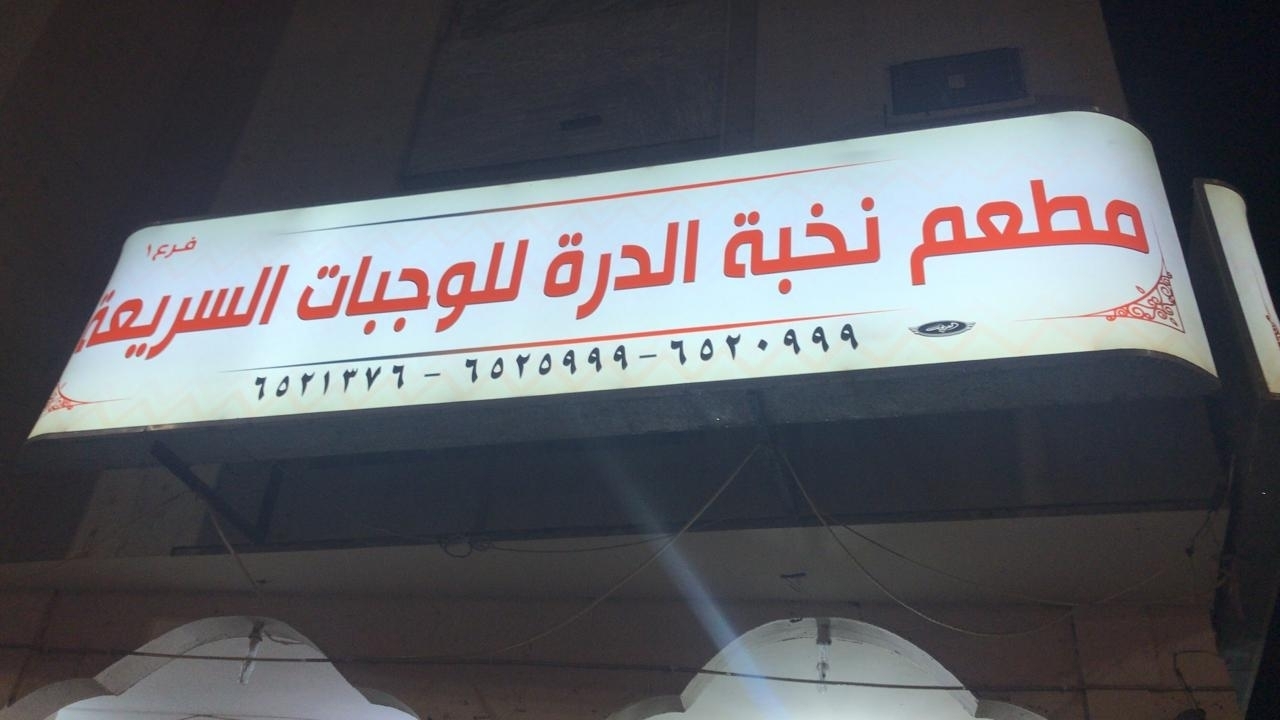 فرع ١
مطعم نخبة الدرة للوجبات السريعة
٦٥٢١٣٧٦ - ٦٥٢٥٩٩٩-٦٥٢٠٩٩٩